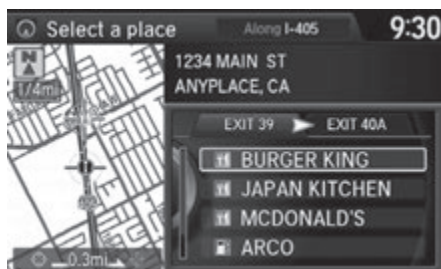 Select a place
Along I-405
9:30
N
1/4mi
1234 MAIN ST
ANYPLACE, CA
EXIT 39 EXIT 40A
BURGER KING
JAPAN KITCHEN
MCDONALD'S
ARCO
0.3mi